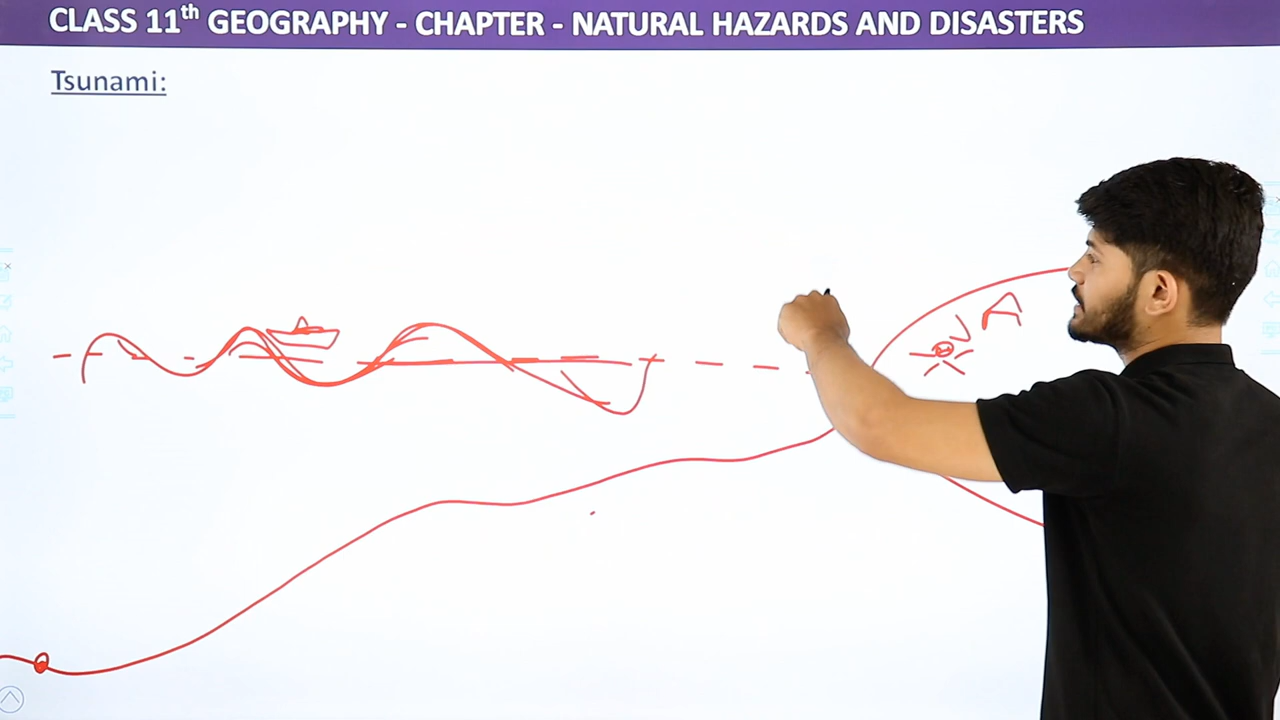 CLASS 11th GEOGRAPHY - CHAPTER - NATURAL HAZARDS AND DISASTERS
Tsunami: